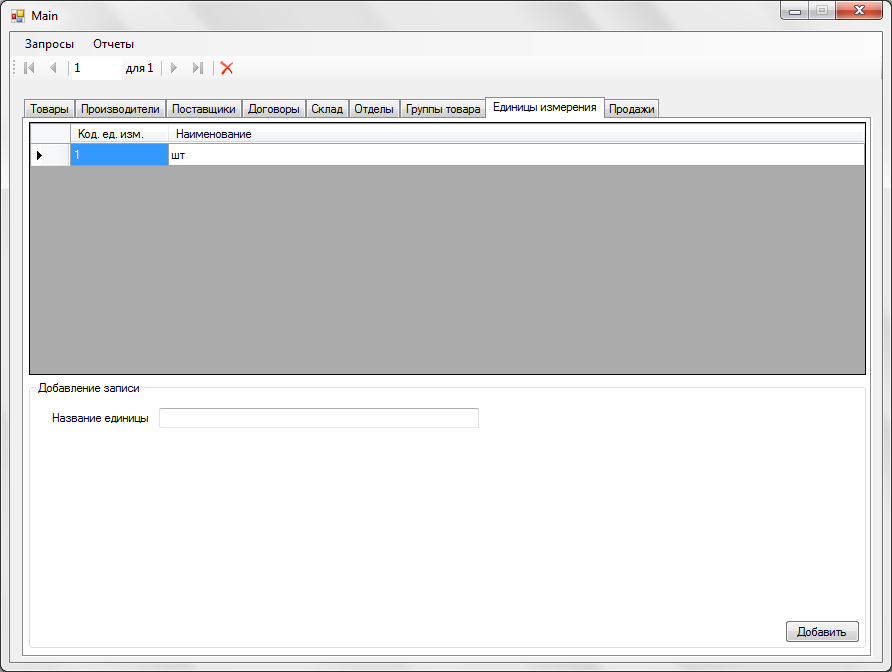 Main
Запросы Отчеты
1 для 1
Товары Производители Поставщики Договоры Склад Отделы Группы товара Единицы измерения Продажи
Код. ед. изм. Наименование
1 шт
Добавление записи
Название единицы
Добавить